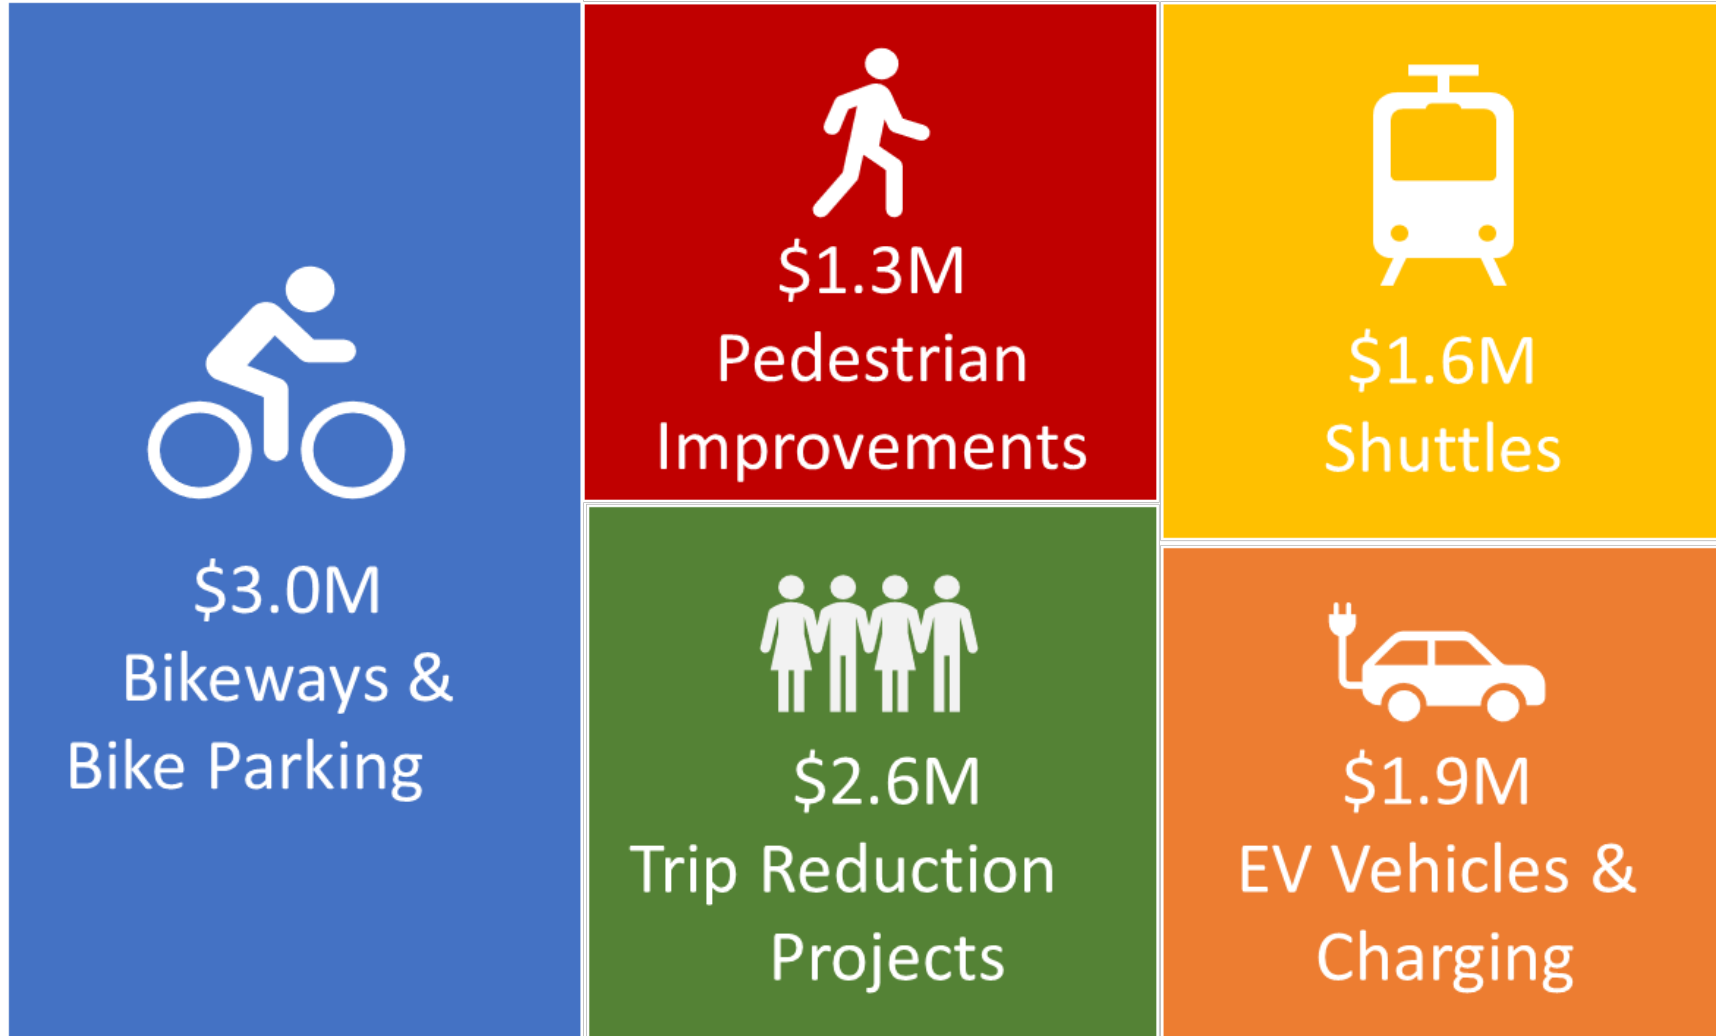 $3.0M
Bikeways &
Bike Parking
$1.3M
Pedestrian
Improvements
$1.6M
Shuttles
$2.6M
Trip Reduction
Projects
$1.9M
EV Vehicles &
Charging